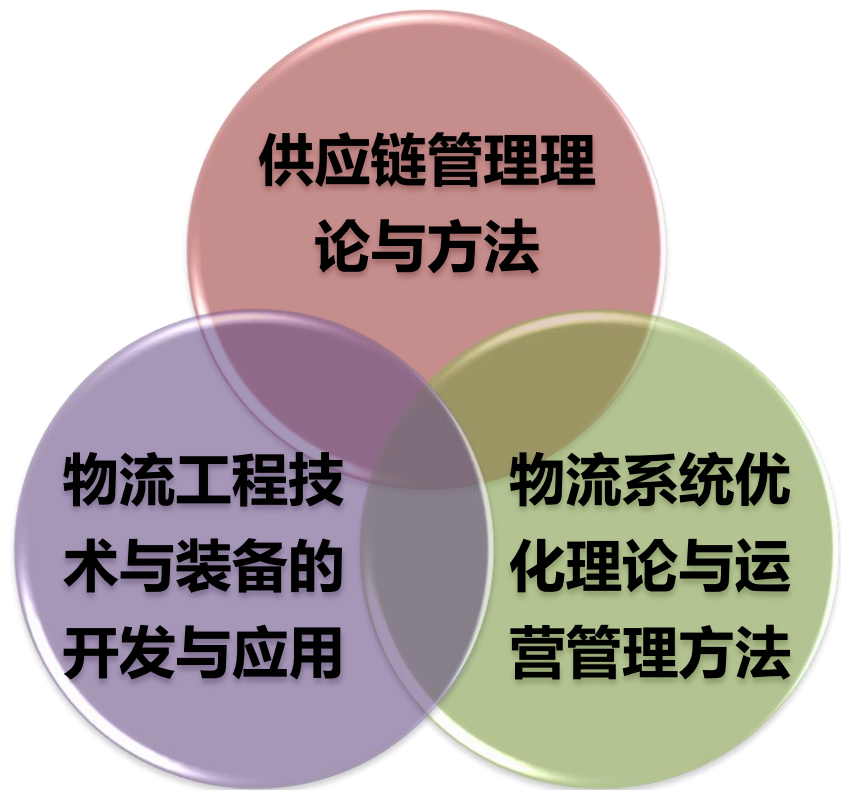 供应链管理理
论与方法
物流工程技
术与装备的
开发与应用
物流系统优
化理论与运
营管理方法